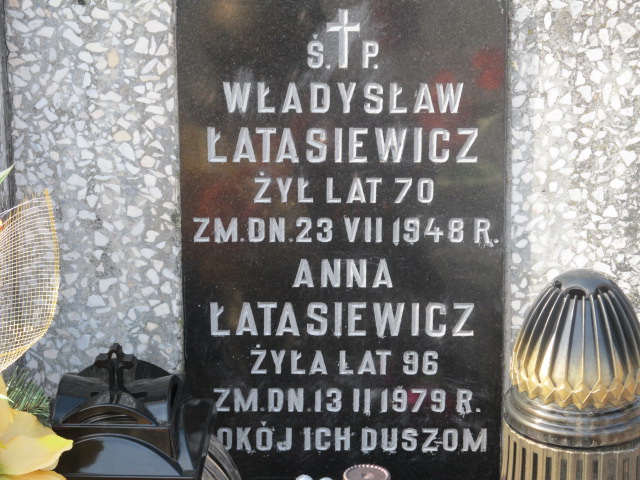 Ś. P.
WŁADYSŁAW
ŁATASIEWICZ
ŻYŁ LAT 70
ZM.DN.23 VII 1948 R.
ANNA
ŁATASIEWICZ
ŻYŁA ŁAT 96
ZM.DN.13 II 1979 R.
OKÓJ ICH DUSZOM